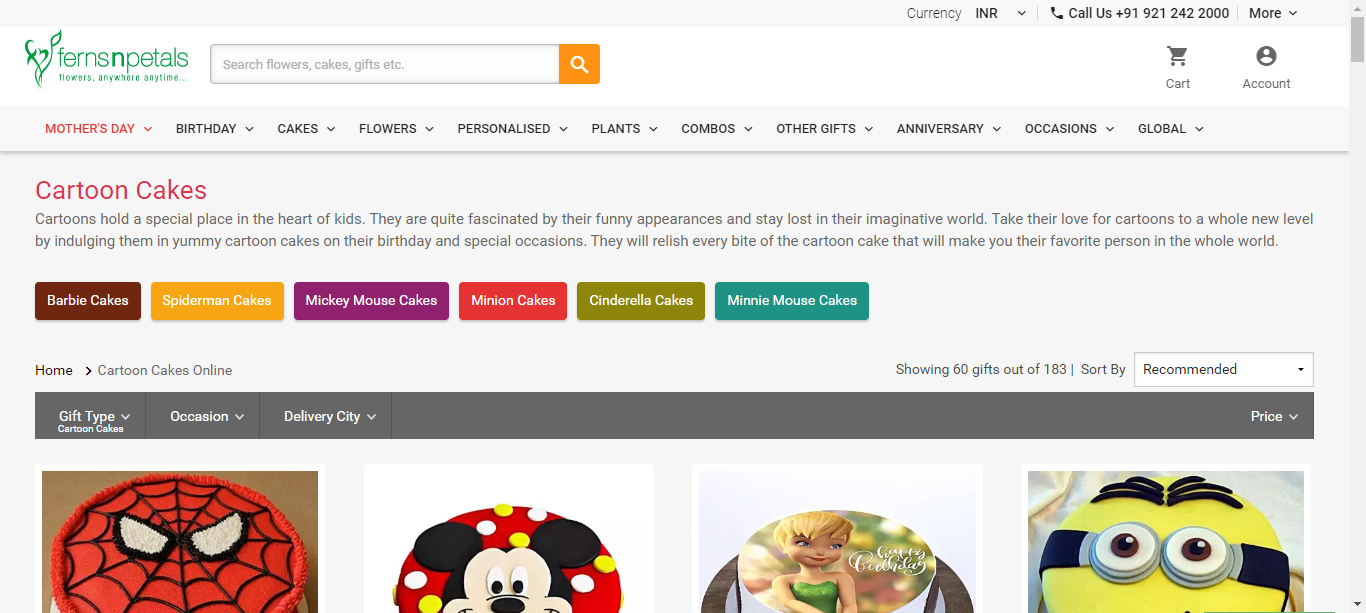 Currency INR Call Us +91 921 242 2000 More
fernsnpetals
flowers, anywhere anytime...
Search flowers, cakes, gifts etc.
Cart
Account
MOTHER'S DAY BIRTHDAY CAKES FLOWERS PERSONALISED PLANTS COMBOS OTHER GIFTS ANNIVERSARY OCCASIONS GLOBAL
Cartoon Cakes
Cartoons hold a special place in the heart of kids. They are quite fascinated by their funny appearances and stay lost in their imaginative world. Take their love for cartoons to a whole new level
by indulging them in yummy cartoon cakes on their birthday and special occasions. They will relish every bite of the cartoon cake that will make you their favorite person in the whole world.
Barbie Cakes Spiderman Cakes Mickey Mouse Cakes Minion Cakes Cinderella Cakes Minnie Mouse Cakes
Home Cartoon Cakes Online
Showing 60 gifts out of 183 | Sort By Recommended
Gift Type Occasion Delivery City Price
Cartoon Cakes
happy
Birthday